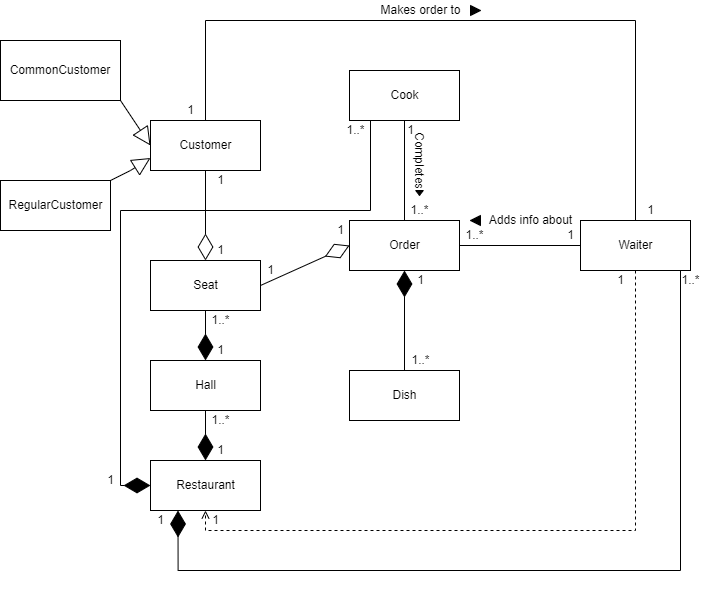 Makes order to
CommonCustomer
Cook
1
1..*
1
Customer
Completes
RegularCustomer
1
1..*
1
1
Adds info about
1..*
1
Order
Waiter
1
1
Seat
1
1
1..*
1..*
1
1..*
Hall
Dish
1..*
1
1
Restaurant
1
1